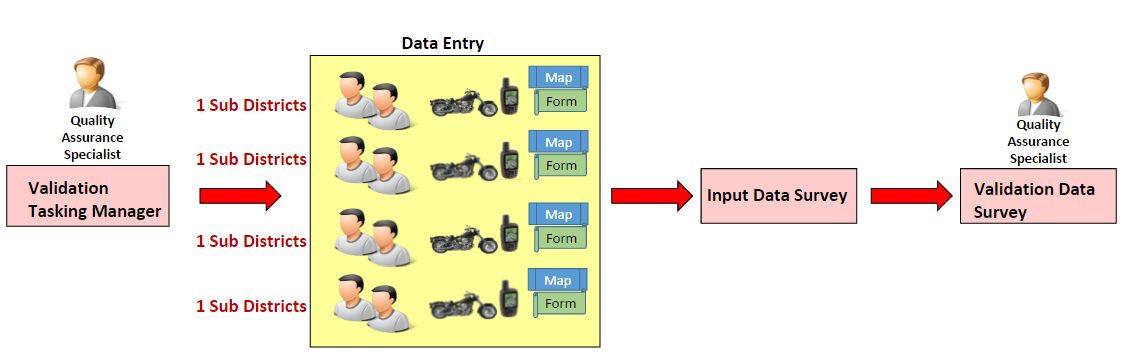 Data Entry
Quality
Assurance
Specialist
Validation
Tasking Manager
1 Sub Districts
Map
Form
1 Sub Districts
Map
Form
1 Sub Districts
Map
Form
1 Sub Districts
Map
Form
Input Data Survey
Quality
Assurance
Specialist
Validation Data
Survey